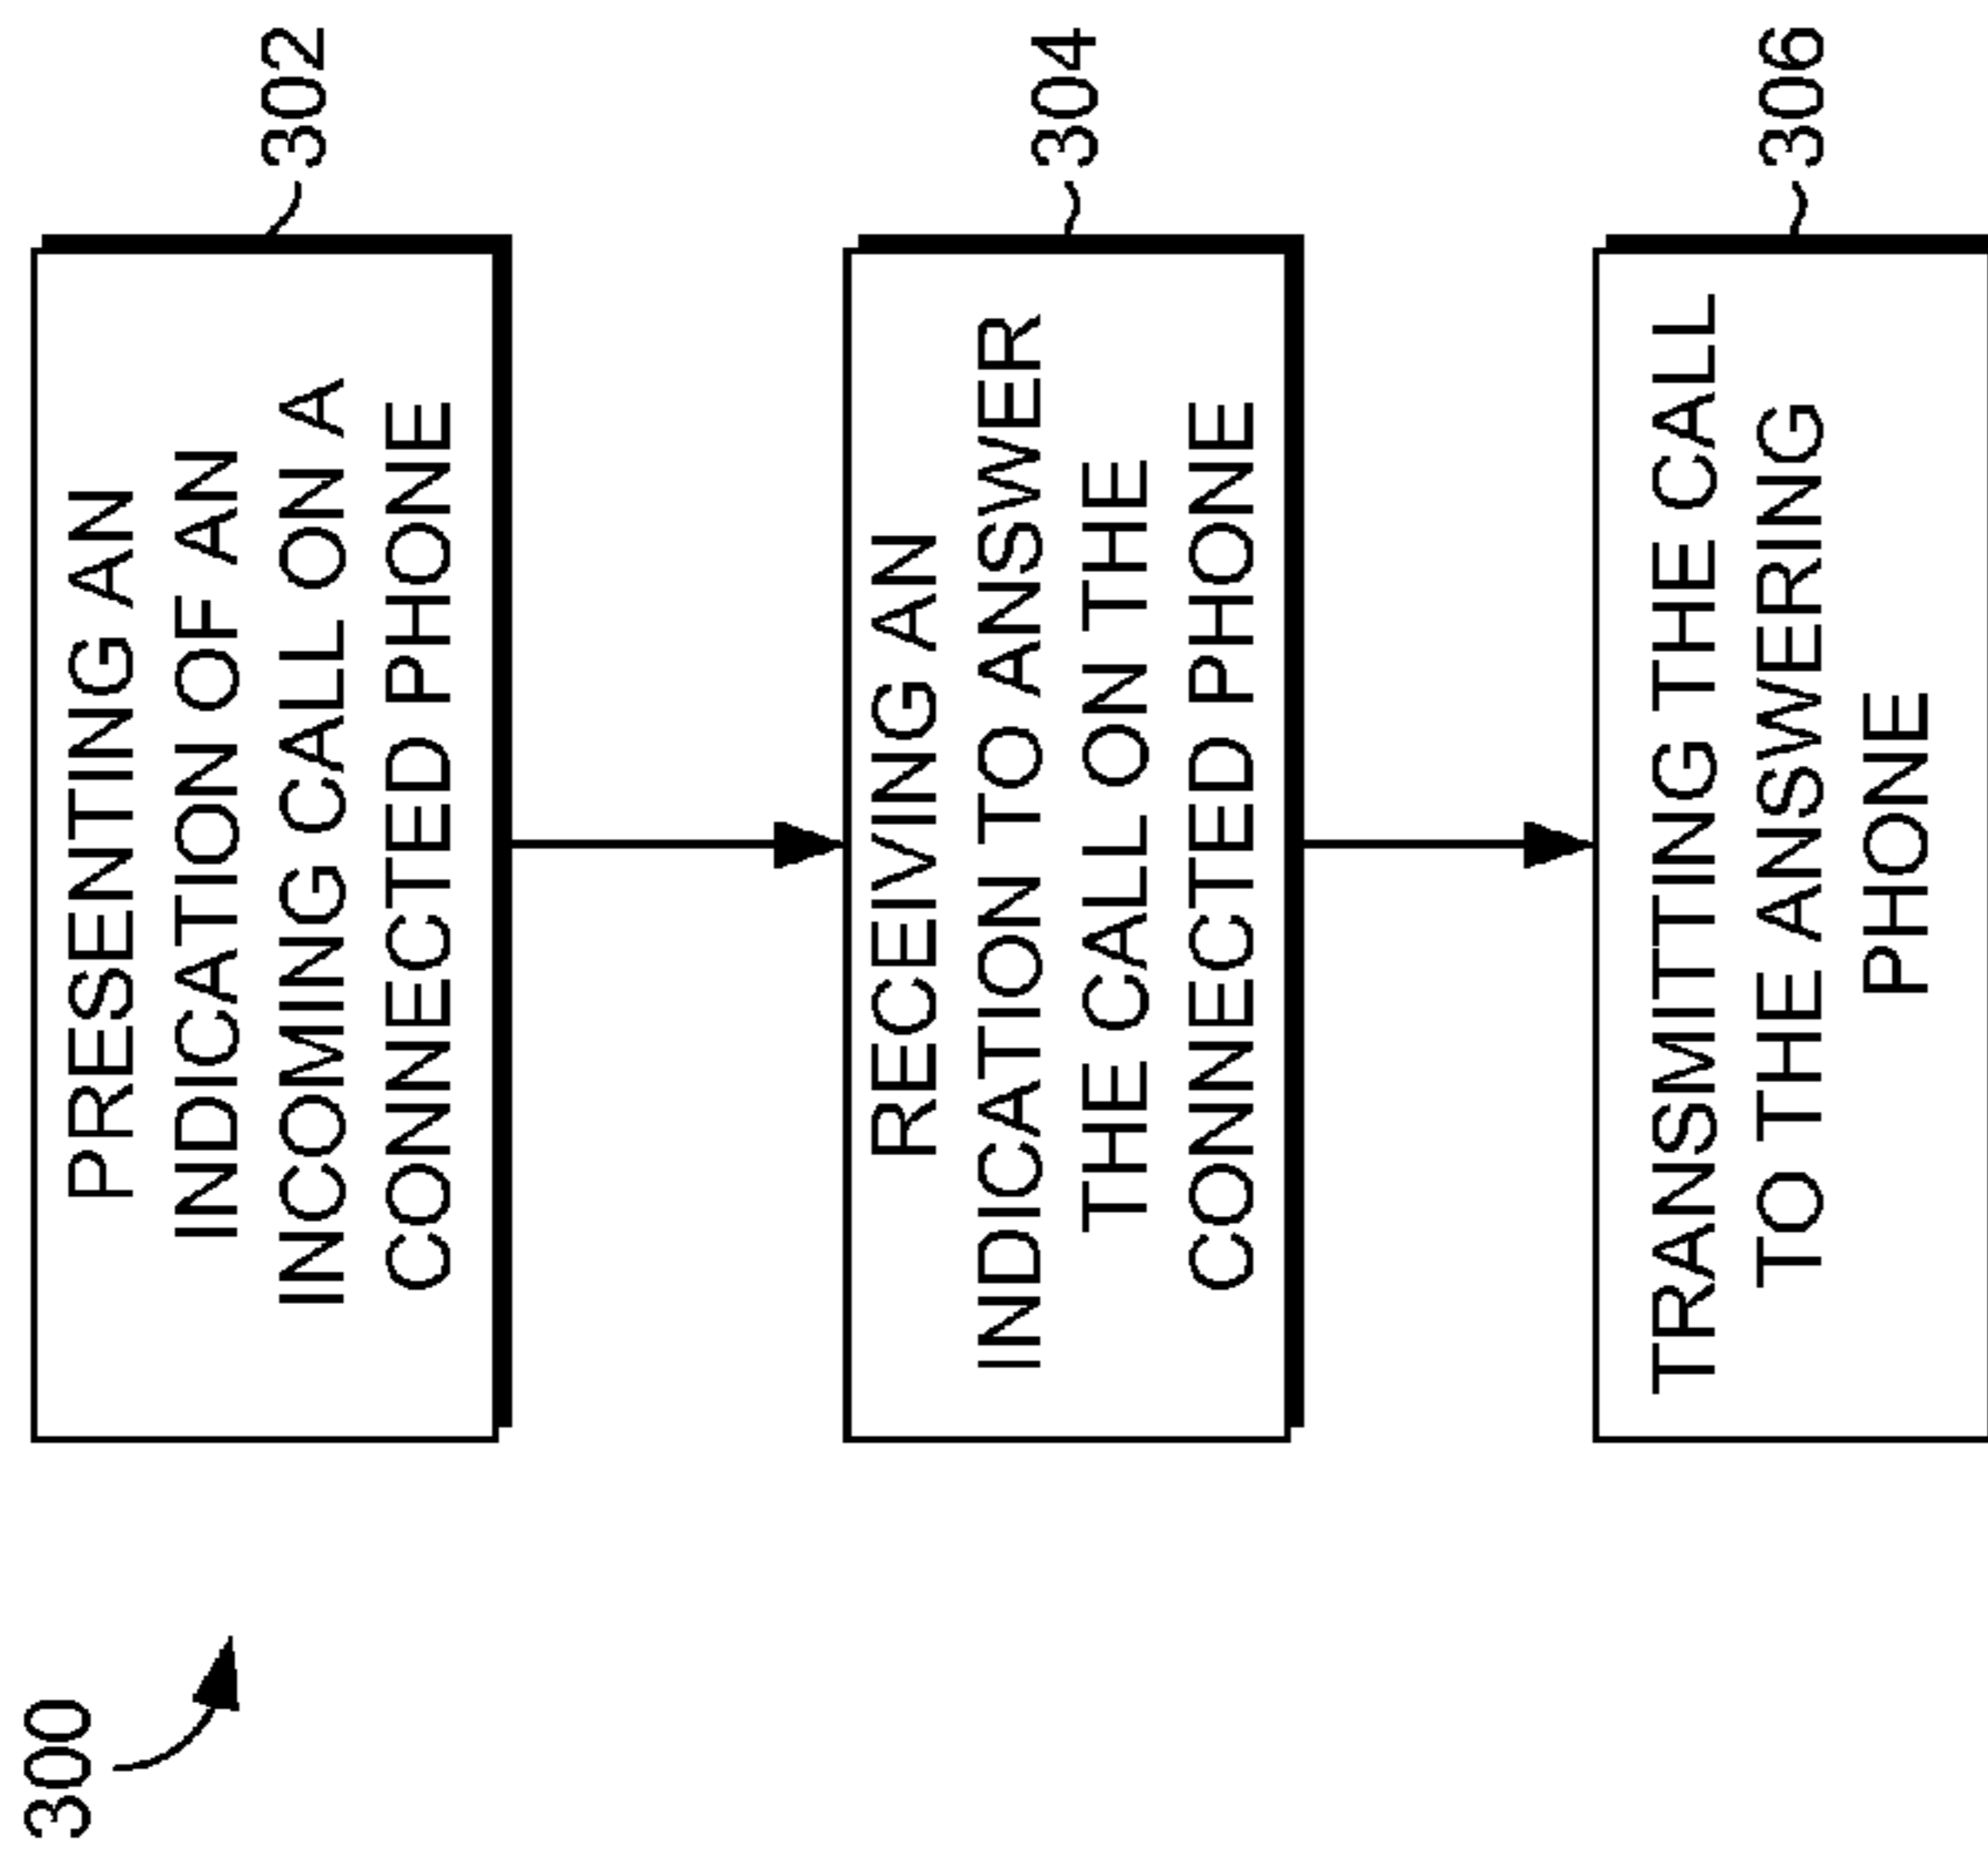 300
PRESENTING AN
INDICATION OF AN
INCOMING CALL ON A
CONNECTED PHONE
302
RECEIVING AN
INDICATION TO ANSWER
THE CALL ON THE
CONNECTED PHONE
304
TRANSMITTING THE CALL
TO THE ANSWERING
PHONE
306